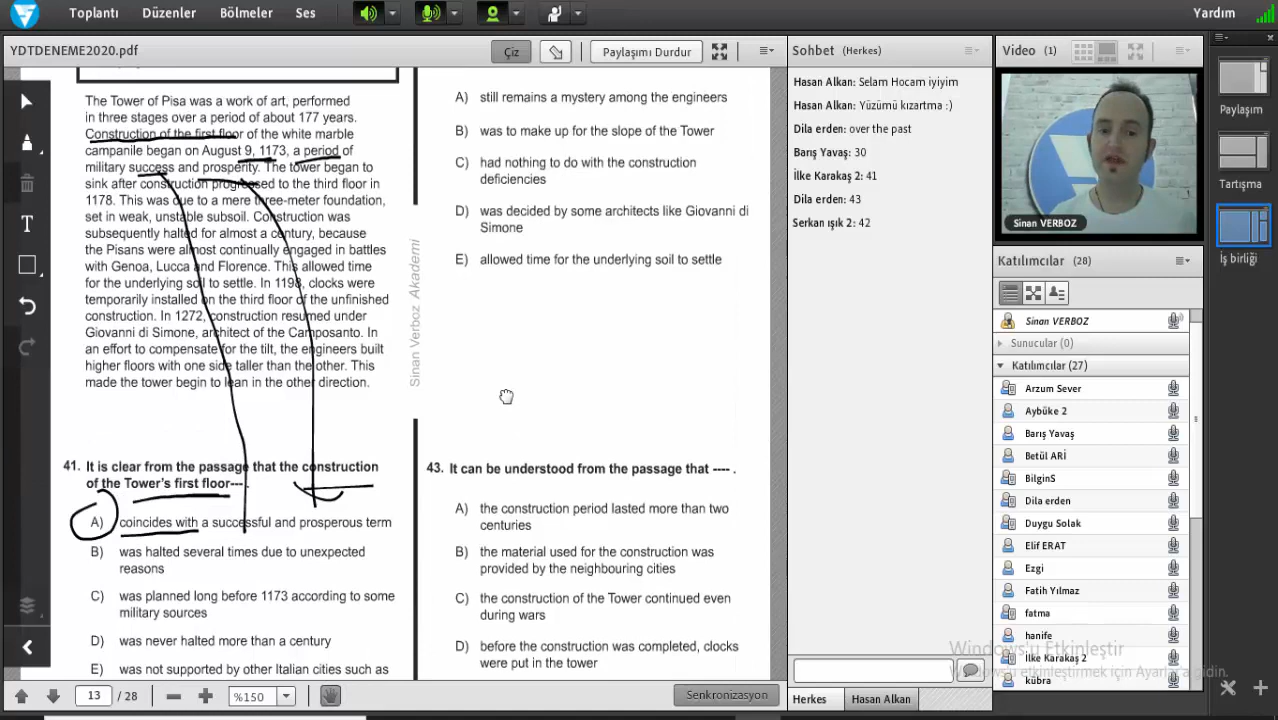 Toplantı Düzenler Bölmeler Ses Yardım
YDTDENEME2020.pdf
Çiz
Paylaşımı Durdur
The Tower of Pisa was a work of art, performed
in three stages over a period of about 177 years.
Construction of the first floor of the white marble
campanile began on August 9, 1173, a period of
military success and prosperity. The tower began to
sink after construction progressed to the third floor in
1178. This was due to a mere three-meter foundation,
set in weak, unstable subsoil. Construction was
subsequently halted for almost a century, because
the Pisans were almost continually engaged in battles
with Genoa, Lucca and Florence. This allowed time
for the underlying soil to settle. In 1198, clocks were
temporarily installed on the third floor of the unfinished
construction. In 1272, construction resumed under
Giovanni di Simone, architect of the Camposanto. In
an effort to compensate for the tilt, the engineers built
higher floors with one side taller than the other. This
made the tower begin to lean in the other direction.
41. It is clear from the passage that the construction
of the Tower's first floor----.
A) coincides with a successful and prosperous term
B) was halted several times due to unexpected
reasons
C) was planned long before 1173 according to some
military sources
D) was never halted more than a century
E) was not supported by other Italian cities such as
Sinan Verboz Akademi
A) still remains a mystery among the engineers
B) was to make up for the slope of the Tower
C) had nothing to do with the construction
deficiencies
D) was decided by some architects like Giovanni di
Simone
E) allowed time for the underlying soil to settle
43. It can be understood from the passage that ---- .
A) the construction period lasted more than two
centuries
B) the material used for the construction was
provided by the neighbouring cities
C) the construction of the Tower continued even
during wars
D) before the construction was completed, clocks
were put in the tower
13 / 28
%150
Senkronizasyon
Sohbet (Herkes)
Hasan Alkan: Selam Hocam iyiyim
Hasan Alkan: Yüzümü kızartma :)
Dila erden: over the past
Barış Yavaş: 30
İlke Karakaş 2: 41
Dila erden: 43
Serkan ışık 2: 42
Herkes
Hasan Alkan
Video (1)
Sinan VERBOZ
Katılımcılar (28)
Sinan VERBOZ
Sunucular (0)
Katılımcılar (27)
Arzum Sever
Aybüke 2
Barış Yavaş
Betül ARİ
BilginS
Dila erden
Duygu Solak
Elif ERAT
Ezgi
Fatih Yılmaz
fatma
hanife
İlke Karakaş 2
kübra
Windows'u Etkinleştir
Windows'u etkinleştirmek için Ayarlar'a gidin.
Paylaşım
Tartışma
İş birliği